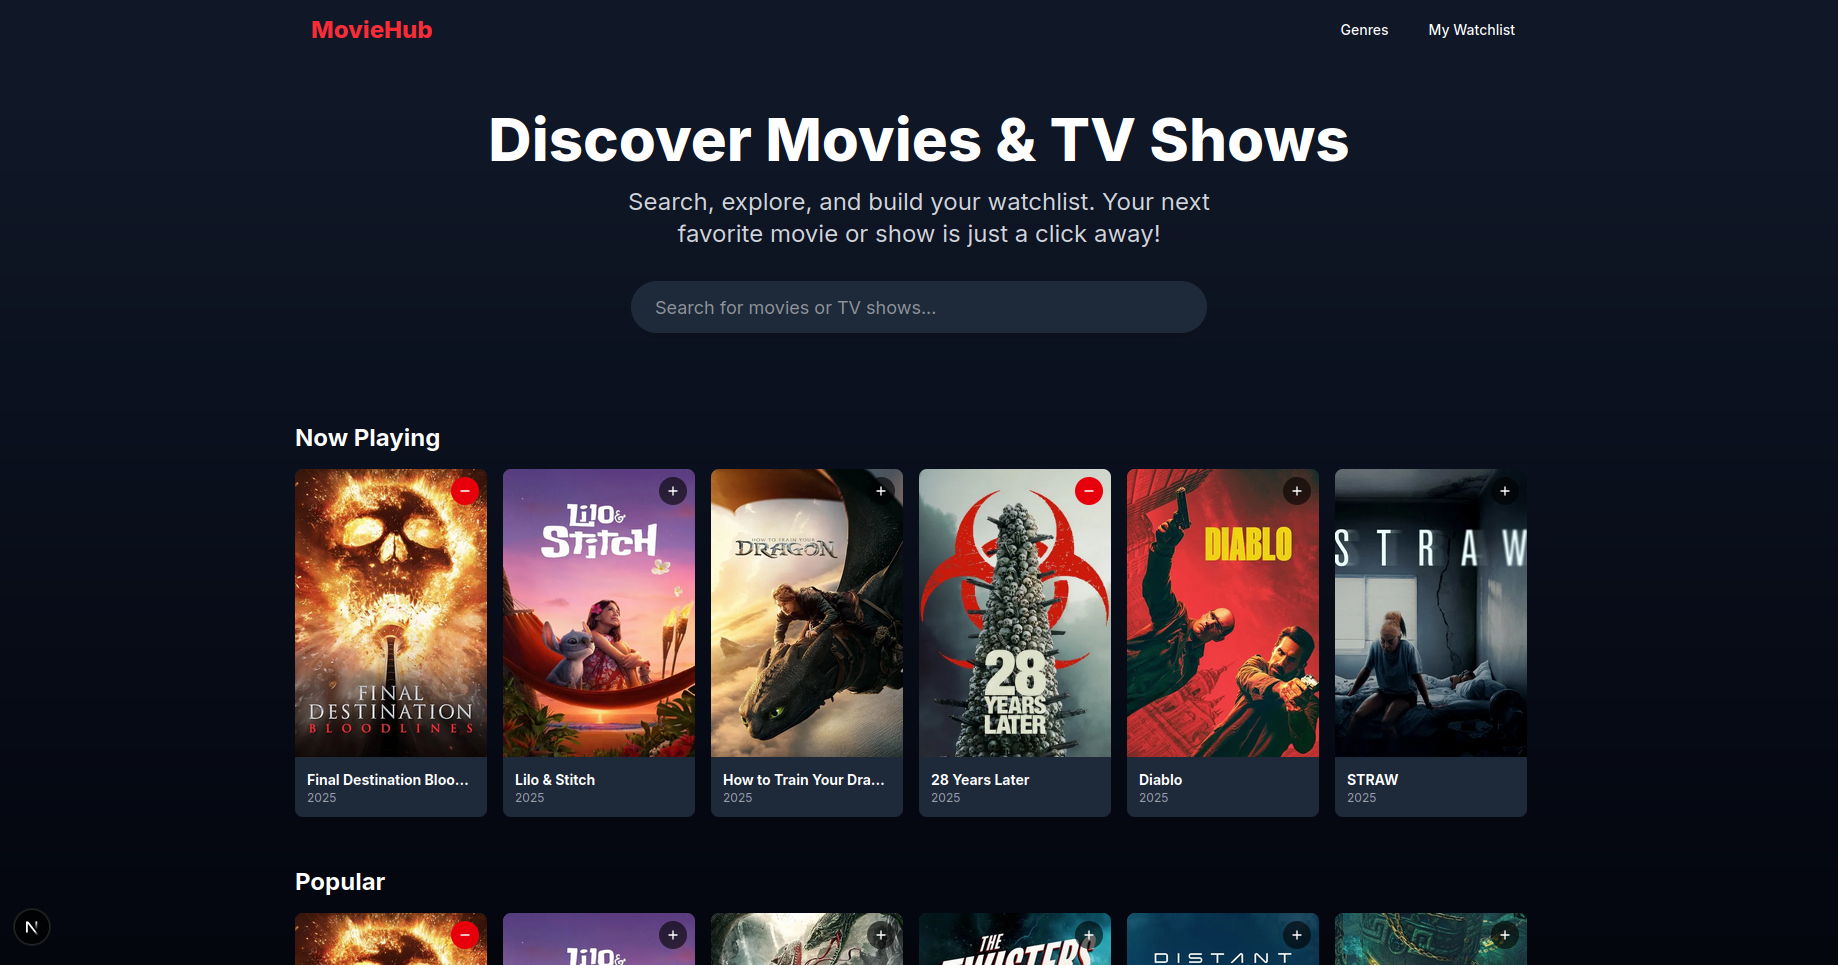 MovieHub
Genres
My Watchlist
Discover Movies & TV Shows
Search, explore, and build your watchlist. Your next
favorite movie or show is just a click away!
Search for movies or TV shows...
Now Playing
FINAL
DESTINATION
BLOODLINES
Final Destination Bloo...
2025
Lilo &
Stitch
Lilo & Stitch
2025
HOW TO TRAIN YOUR
DRAGON
How to Train Your Dra...
2025
28
YEARS
LATER
28 Years Later
2025
DIABLO
Diablo
2025
STRAW
STRAW
2025
Popular
Lilo &
THE
TWISTERS
DISTANT
N